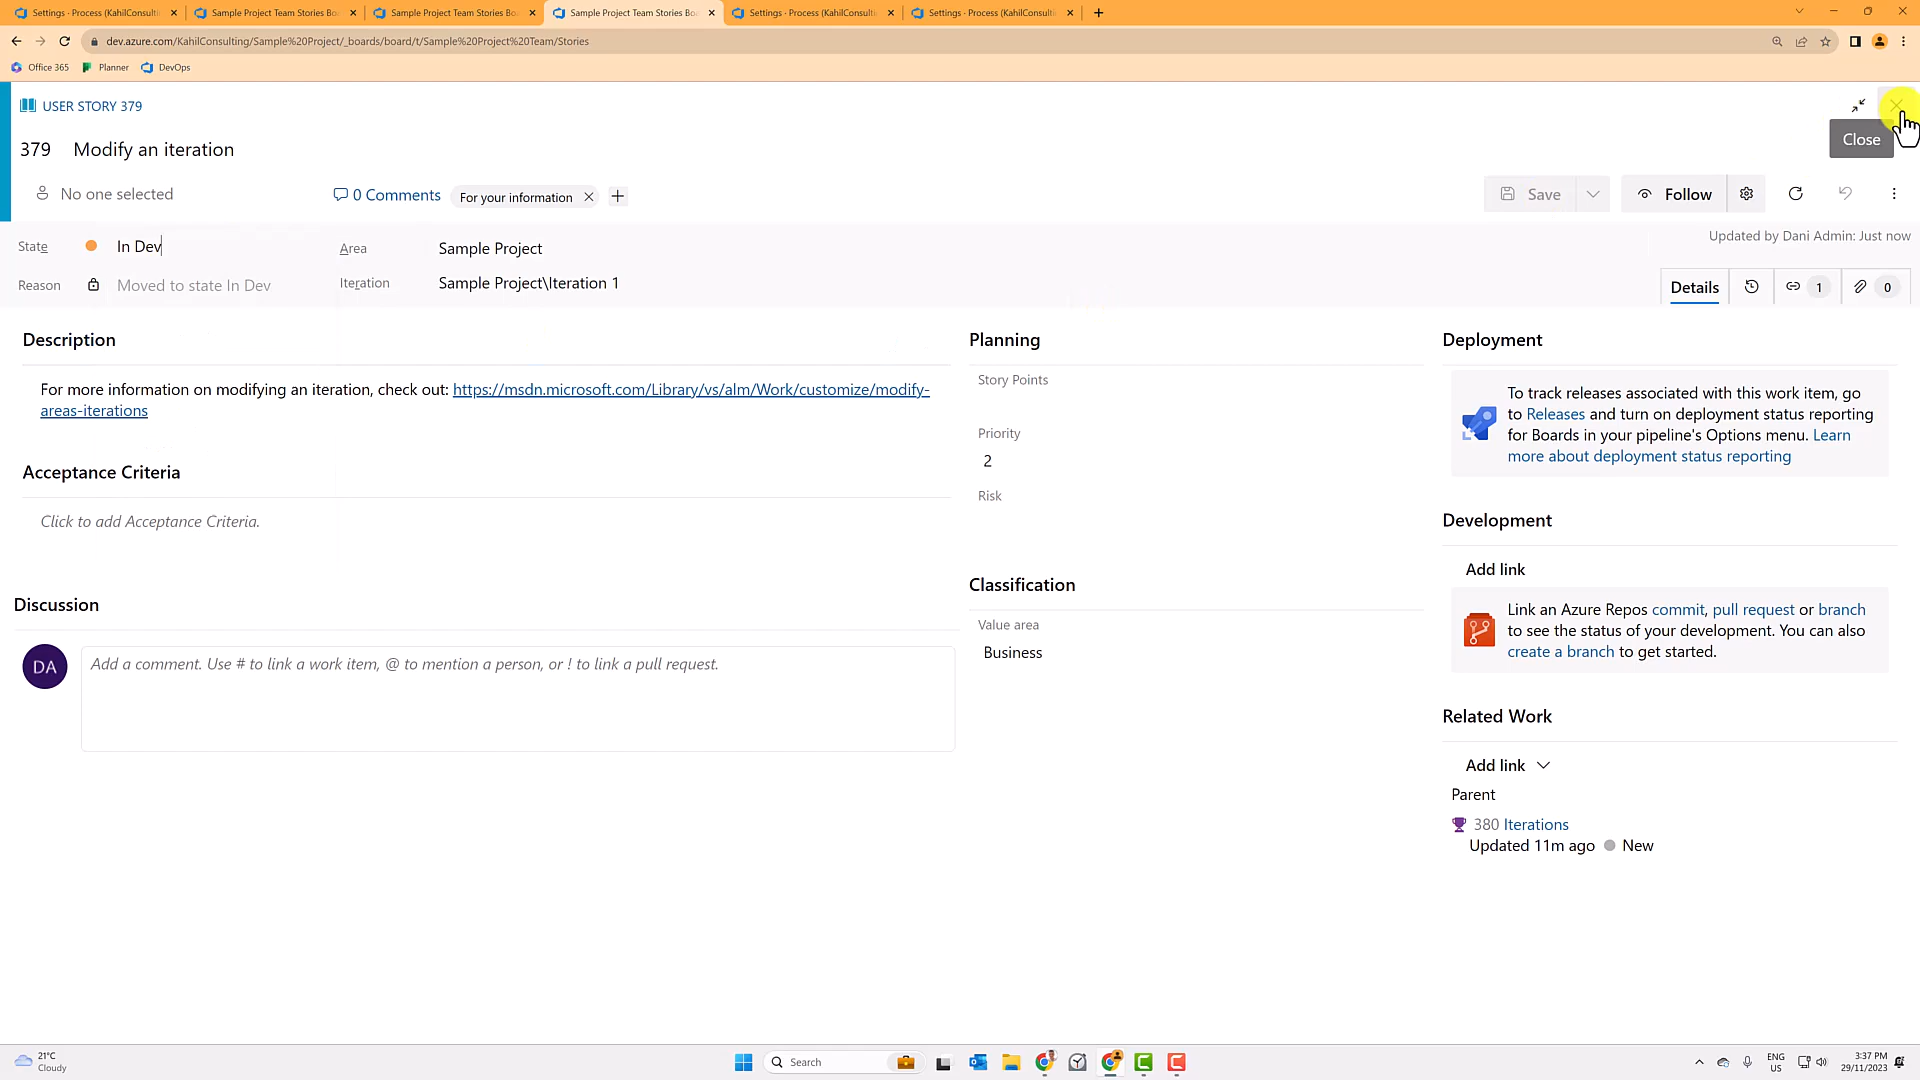 Settings - Process (KahilConsulti
Sample Project Team Stories Bo
Sample Project Team Stories Bo
Sample Project Team Stories Bo
Settings - Process (KahilConsulti
Settings - Process (KahilConsulti
dev.azure.com/KahilConsulting/Sample%20Project/_boards/board/t/Sample%20Project%20Team/Stories
Office 365 Planner DevOps
USER STORY 379
379 Modify an iteration
Close
No one selected 0 Comments For your information Save Follow
State In Dev Area Sample Project
Updated by Dani Admin: Just now
Reason Moved to state In Dev Iteration Sample Project\Iteration 1
Details 1 0
Description
For more information on modifying an iteration, check out: https://msdn.microsoft.com/Library/vs/alm/Work/customize/modify-
areas-iterations
Acceptance Criteria
Click to add Acceptance Criteria.
Discussion
DA
Add a comment. Use # to link a work item, @ to mention a person, or ! to link a pull request.
Planning
Story Points
Priority
2
Risk
Classification
Value area
Business
Deployment
To track releases associated with this work item, go
to Releases and turn on deployment status reporting
for Boards in your pipeline's Options menu. Learn
more about deployment status reporting
Development
Add link
Link an Azure Repos commit, pull request or branch
to see the status of your development. You can also
create a branch to get started.
Related Work
Add link
Parent
380 Iterations
Updated 11m ago New
21°C
Cloudy
Search
ENG
US
3:37 PM
29/11/2023